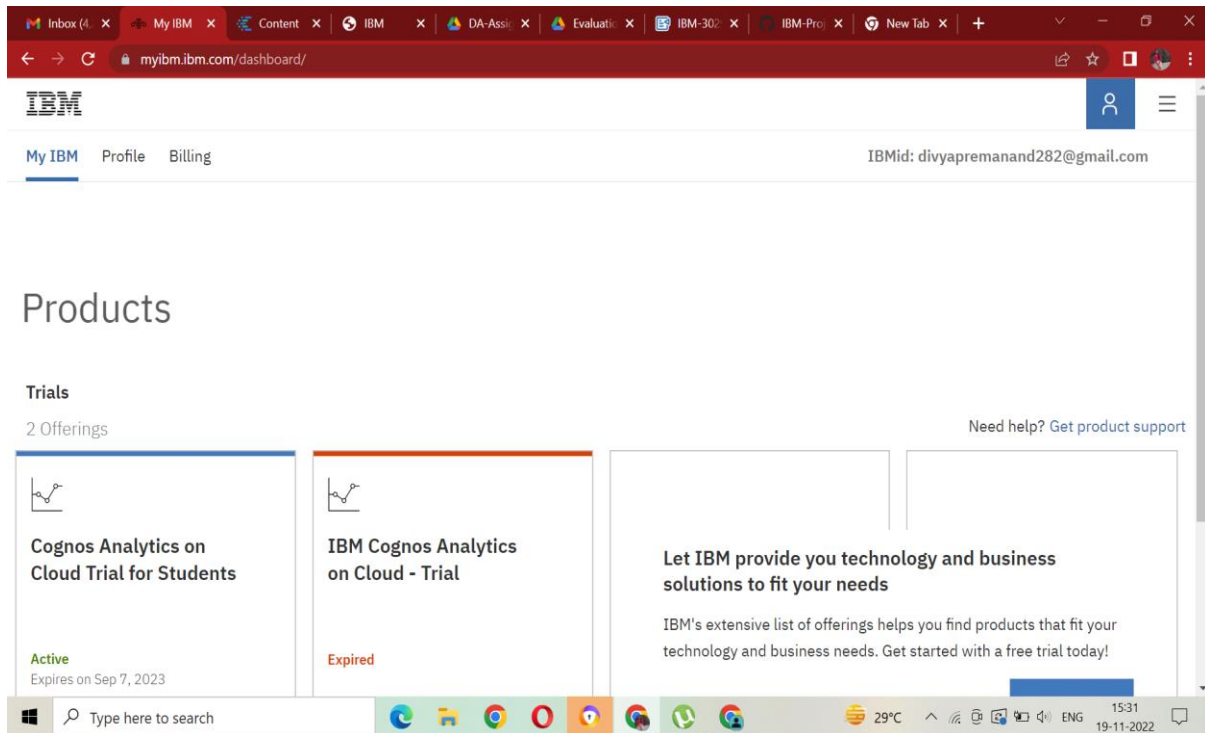 Inbox (4, My IBM Content IBM DA-Assig Evaluatic IBM-302 IBM-Proj New Tab
myibm.ibm.com/dashboard/
IBM
My IBM Profile Billing IBMid: divyapremanand282@gmail.com
Products
Trials
2 Offerings
Need help? Get product support
Cognos Analytics on
Cloud Trial for Students
Active
Expires on Sep 7, 2023
IBM Cognos Analytics
on Cloud - Trial
Expired
Let IBM provide you technology and business
solutions to fit your needs
IBM's extensive list of offerings helps you find products that fit your
technology and business needs. Get started with a free trial today!
Type here to search 29°C ENG 15:31
19-11-2022